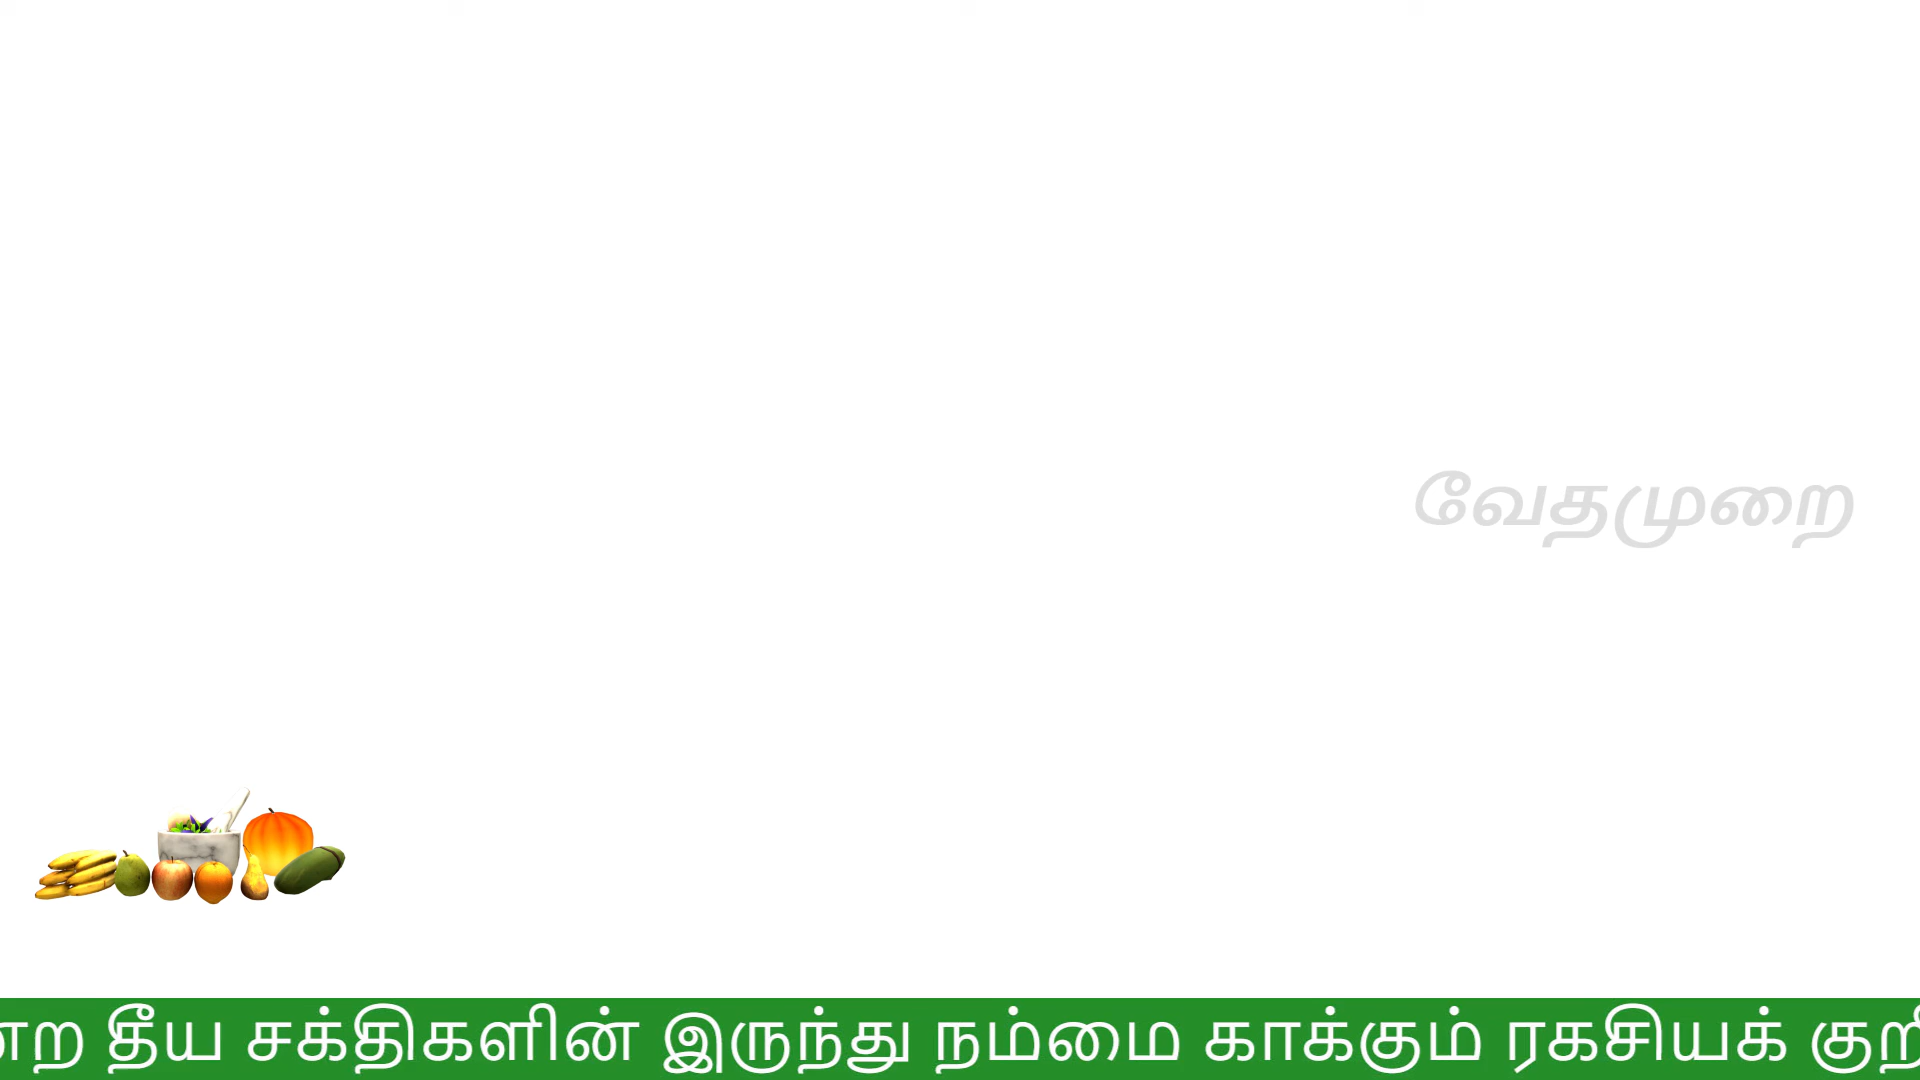 வேதமுறை
தீய சக்திகளின் இருந்து நம்மை காக்கும் ரகசியக்